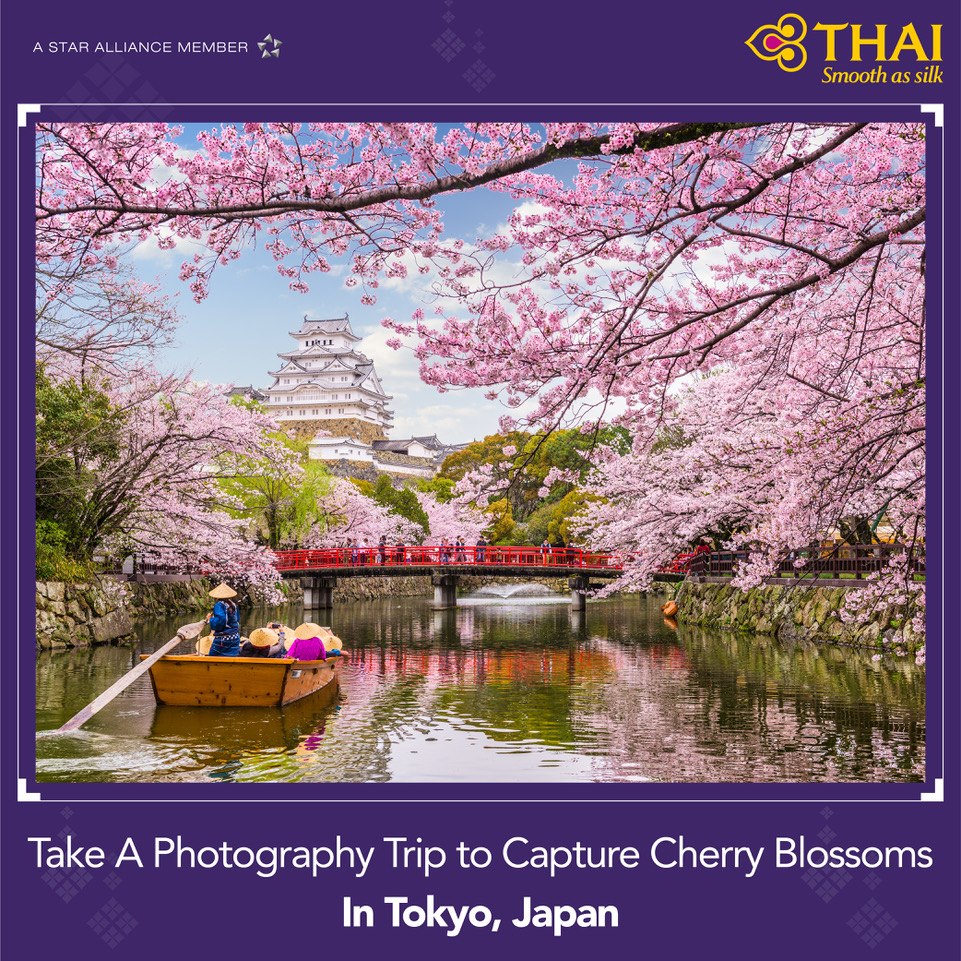 A STAR ALLIANCE MEMBER
THAI
Smooth as silk
Take A Photography Trip to Capture Cherry Blossoms
In Tokyo, Japan